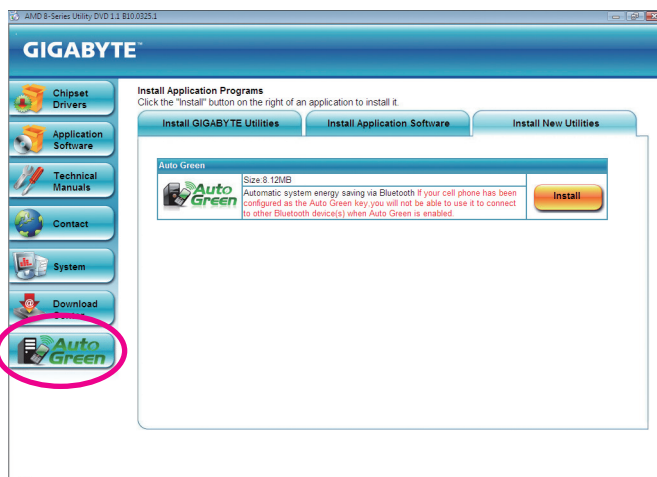 AMD 8-Series Utility DVD 1.1 B10.0325.1
GIGABYTE™
Chipset
Drivers
Application
Software
Technical
Manuals
Contact
System
Download
Center
Auto
Green
Install Application Programs
Click the "Install" button on the right of an application to install it.
Install GIGABYTE Utilities
Install Application Software
Install New Utilities
Auto Green
Auto
Green
Size:8.12MB
Automatic system energy saving via Bluetooth If your cell phone has been
configured as the Auto Green key,you will not be able to use it to connect
to other Bluetooth device(s) when Auto Green is enabled.
Install